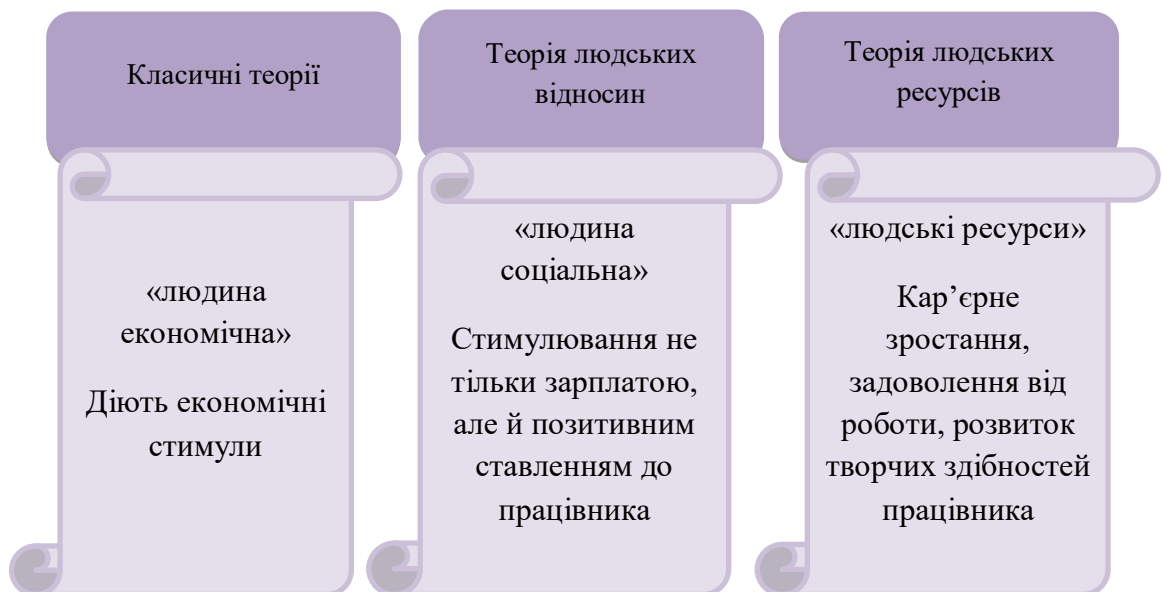 Класичні теорії
«людина
економічна»
Діють економічні
стимули
Теорія людських
відносин
«людина
соціальна»
Стимулювання не
тільки зарплатою,
але й позитивним
ставленням до
працівника
Теорія людських
ресурсів
«людські ресурси»
Кар’єрне
зростання,
задоволення від
роботи, розвиток
творчих здібностей
працівника